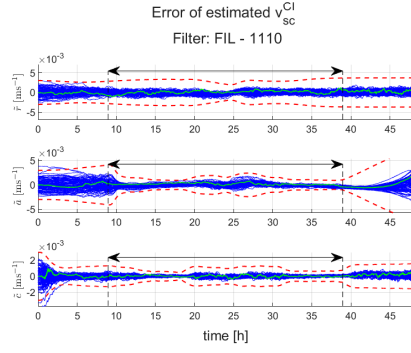 Error of estimated v_sc^CI
Filter: FIL - 1110
×10⁻³
5
0
-5
r̄ [ms⁻¹]
0 5 10 15 20 25 30 35 40 45
×10⁻³
5
0
-5
ā [ms⁻¹]
0 5 10 15 20 25 30 35 40 45
×10⁻³
2
0
-2
c̄ [ms⁻¹]
0 5 10 15 20 25 30 35 40 45
time [h]